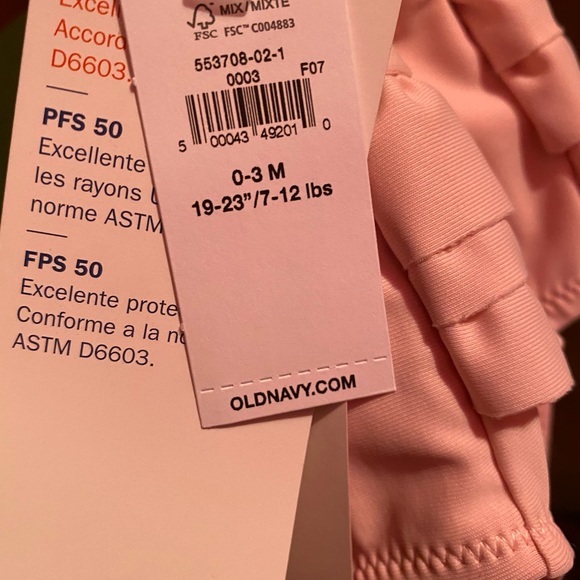 Excell
Accord
D6603.
PFS 50
Excellente
les rayons
norme ASTM
FPS 50
Excelente prote
Conforme a la no
ASTM D6603.
MIX/MIXTE
FSC FSC™ C004883
553708-02-1
0003 F07
5 00043 49201 0
0-3 M
19-23"/7-12 lbs
OLDNAVY.COM